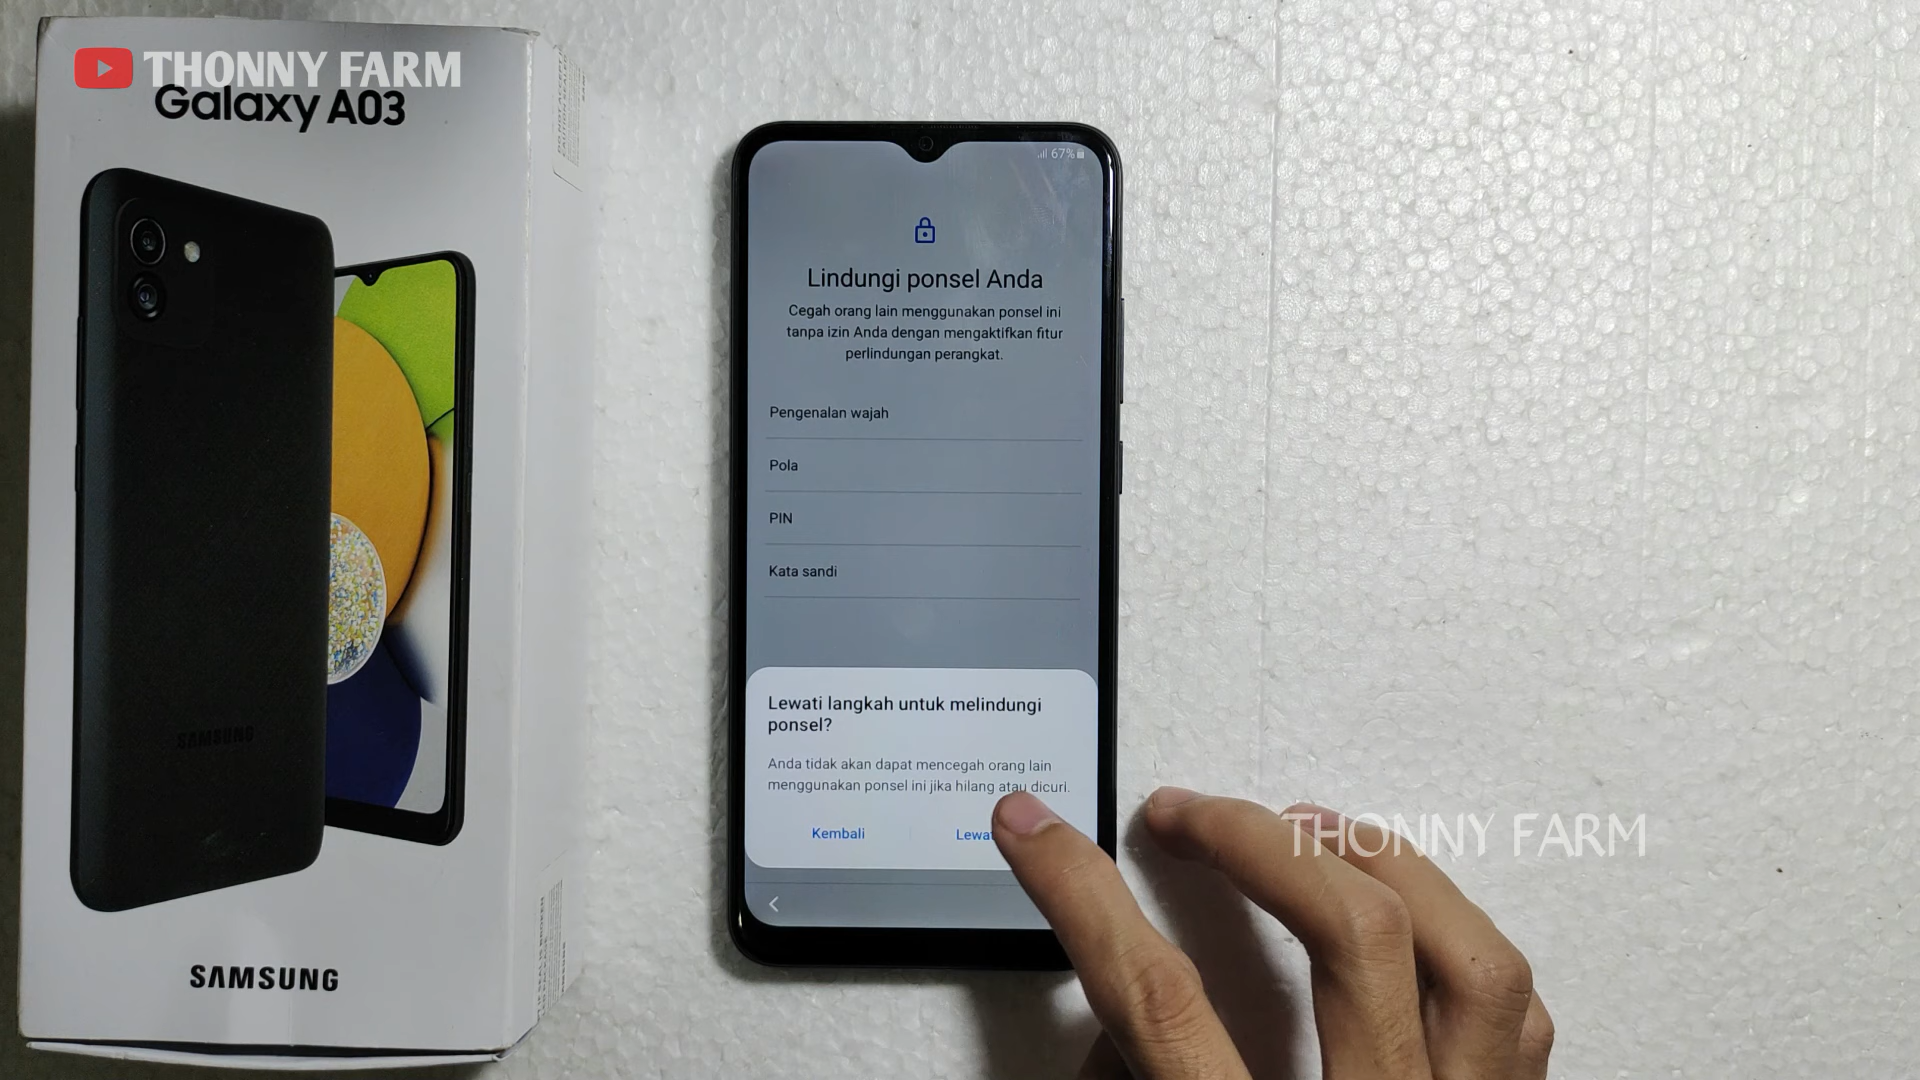 THONNY FARM
Galaxy A03
SAMSUNG
SAMSUNG
67%
Lindungi ponsel Anda
Cegah orang lain menggunakan ponsel ini
tanpa izin Anda dengan mengaktifkan fitur
perlindungan perangkat.
Pengenalan wajah
Pola
PIN
Kata sandi
Lewati langkah untuk melindungi
ponsel?
Anda tidak akan dapat mencegah orang lain
menggunakan ponsel ini jika hilang atau dicuri.
Kembali
THONNY FARM